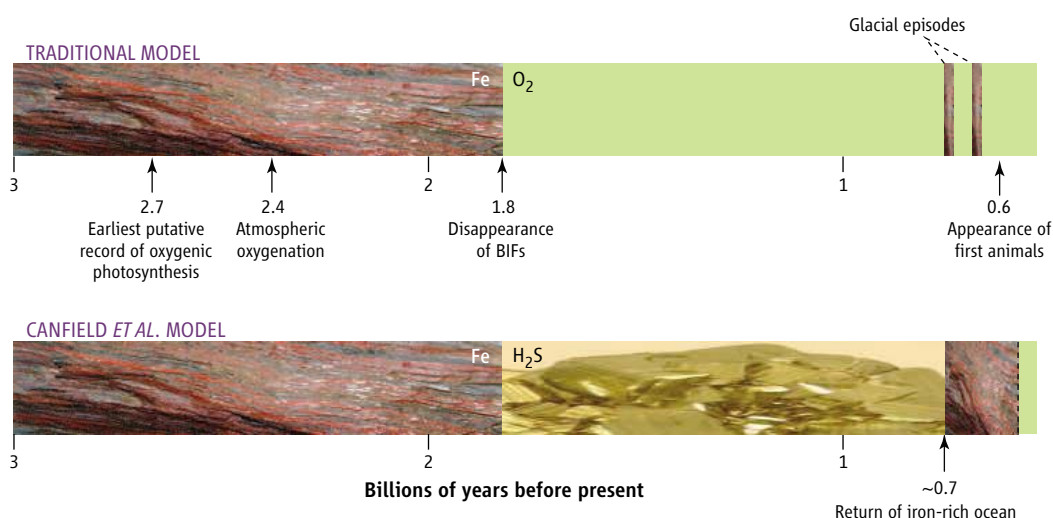 Glacial episodes
TRADITIONAL MODEL
Fe
O₂
3
2
1
2.7
Earliest putative
record of oxygenic
photosynthesis
2.4
Atmospheric
oxygenation
1.8
Disappearance
of BIFs
0.6
Appearance of
first animals
CANFIELD ET AL. MODEL
Fe
H₂S
3
2
1
Billions of years before present
~0.7
Return of iron-rich ocean